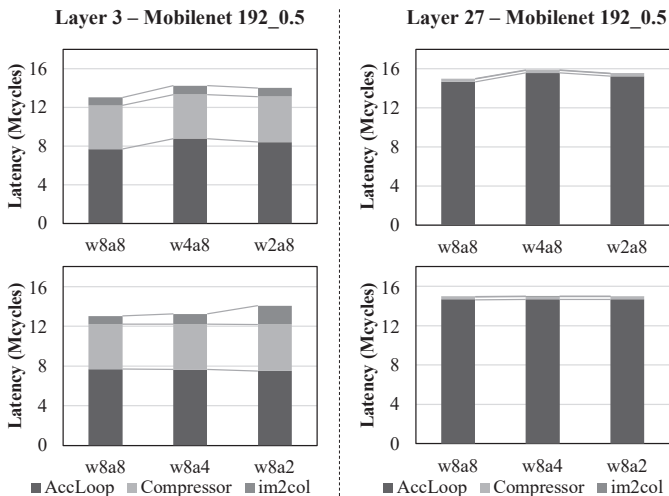 Layer 3 – Mobilenet 192_0.5
Layer 27 – Mobilenet 192_0.5
Latency (Mcycles)
16
12
8
4
0
w8a8 w4a8 w2a8
Latency (Mcycles)
16
12
8
4
0
w8a8 w4a8 w2a8
Latency (Mcycles)
16
12
8
4
0
w8a8 w8a4 w8a2
AccLoop Compressor im2col
Latency (Mcycles)
16
12
8
4
0
w8a8 w8a4 w8a2
AccLoop Compressor im2col